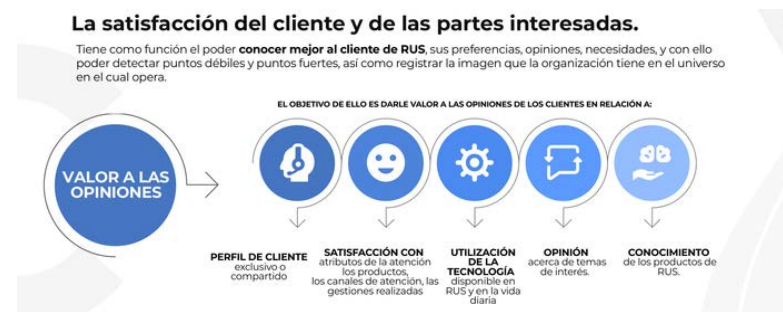 La satisfacción del cliente y de las partes interesadas.
Tiene como función el poder conocer mejor al cliente de RUS, sus preferencias, opiniones, necesidades, y con ello
poder detectar puntos débiles y puntos fuertes, así como registrar la imagen que la organización tiene en el universo
en el cual opera.
EL OBJETIVO DE ELLO ES DARLE VALOR A LAS OPINIONES DE LOS CLIENTES EN RELACIÓN A:
VALOR A LAS
OPINIONES
PERFIL DE CLIENTE
exclusivo o
compartido
SATISFACCIÓN CON
atributos de la atención
los productos,
los canales de atención, las
gestiones realizadas
UTILIZACIÓN
DE LA
TECNOLOGÍA
disponible en
RUS y en la vida
diaria
OPINIÓN
acerca de temas
de interés.
CONOCIMIENTO
de los productos de
RUS.